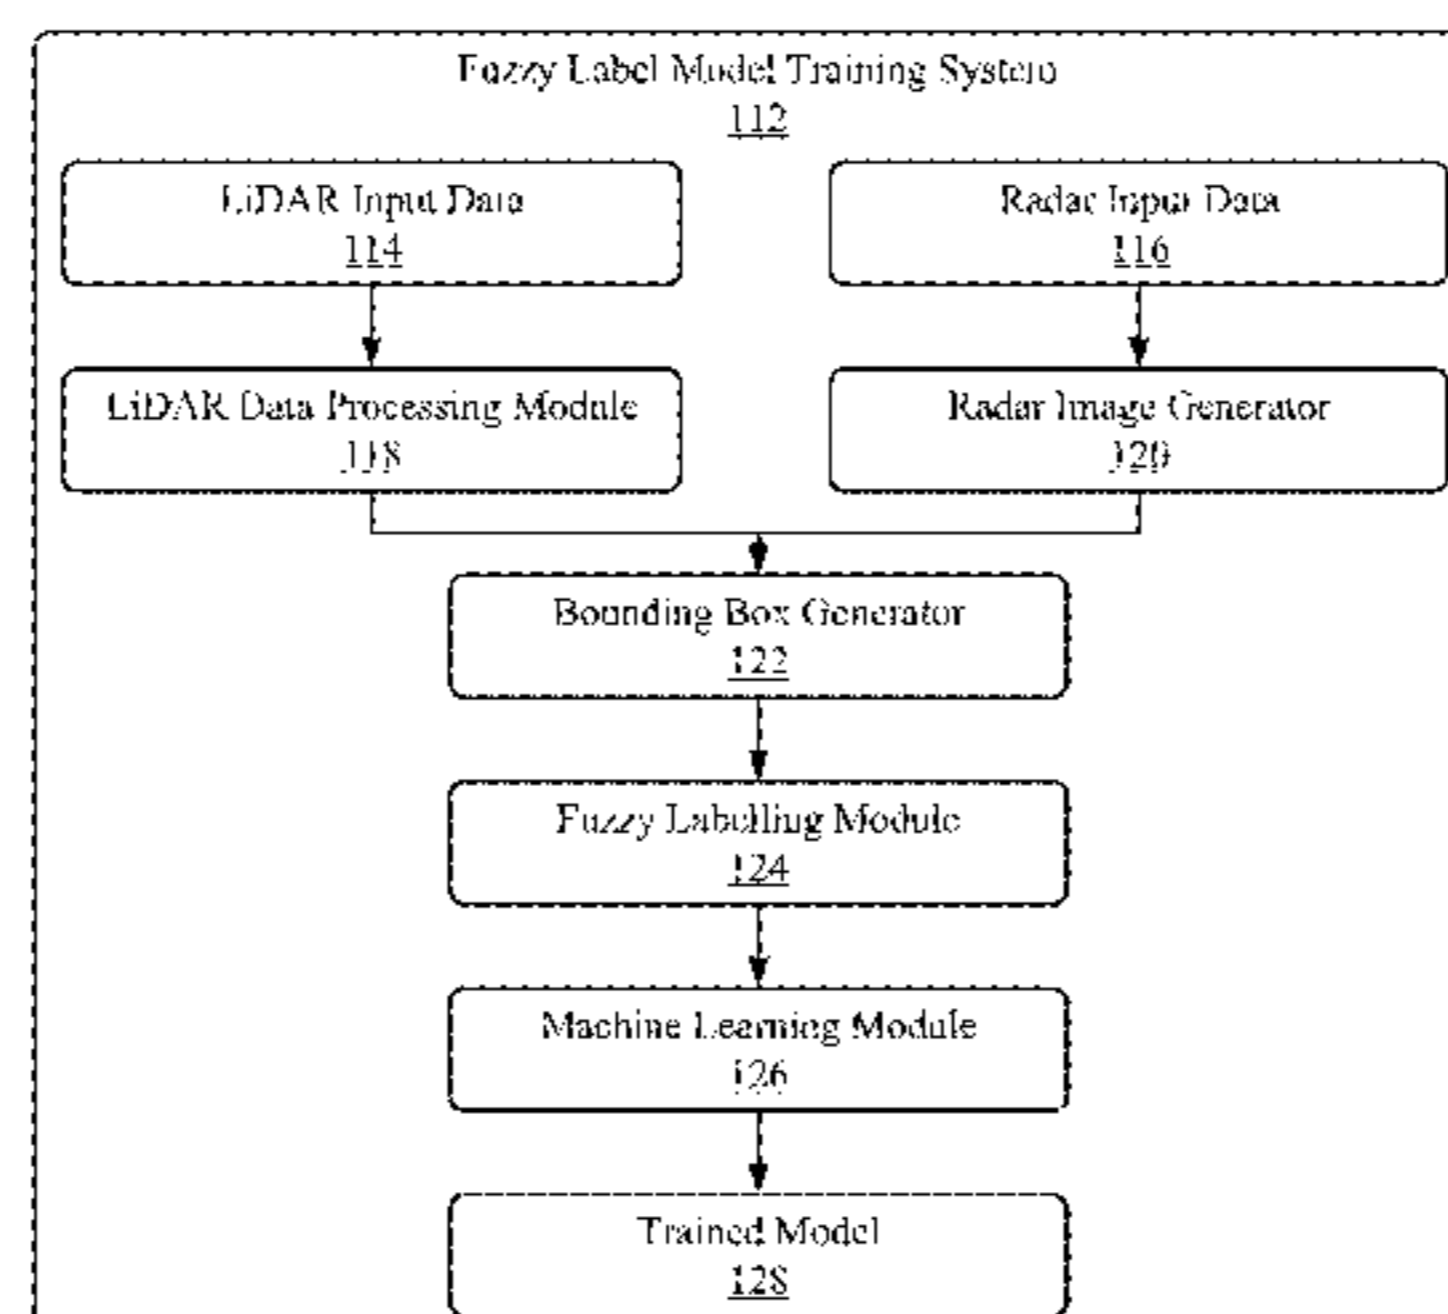 Fuzzy Label Model Training System
112
LiDAR Input Data
114
Radar Input Data
116
LiDAR Data Processing Module
118
Radar Image Generator
120
Bounding Box Generator
122
Fuzzy Labelling Module
124
Machine Learning Module
126
Trained Model
128